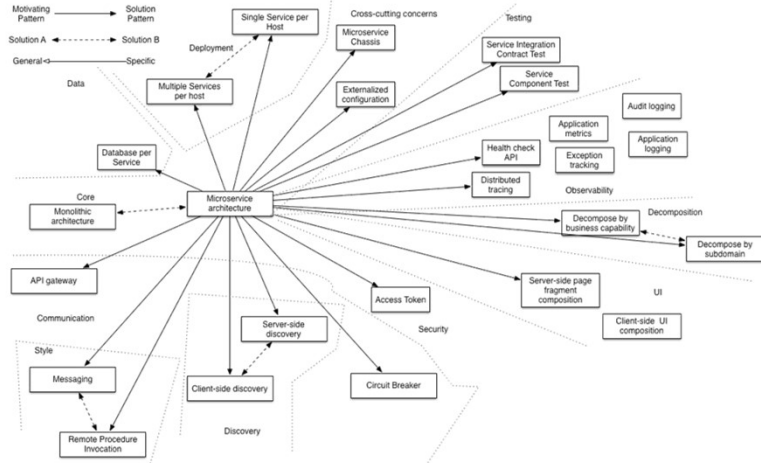 Motivating
Pattern
Solution
Pattern
Solution A
Solution B
General
Specific
Single Service per
Host
Deployment
Multiple Services
per host
Data
Database per
Service
Cross-cutting concerns
Microservice
Chassis
Externalized
configuration
Testing
Service Integration
Contract Test
Service
Component Test
Audit logging
Application
metrics
Application
logging
Health check
API
Exception
tracking
Distributed
tracing
Observability
Core
Monolithic
architecture
Microservice
architecture
Decomposition
Decompose by
business capability
Decompose by
subdomain
API gateway
Communication
Style
Messaging
Remote Procedure
Invocation
Server-side
discovery
Client-side discovery
Discovery
Access Token
Security
Circuit Breaker
Server-side page
fragment composition
UI
Client-side UI
composition